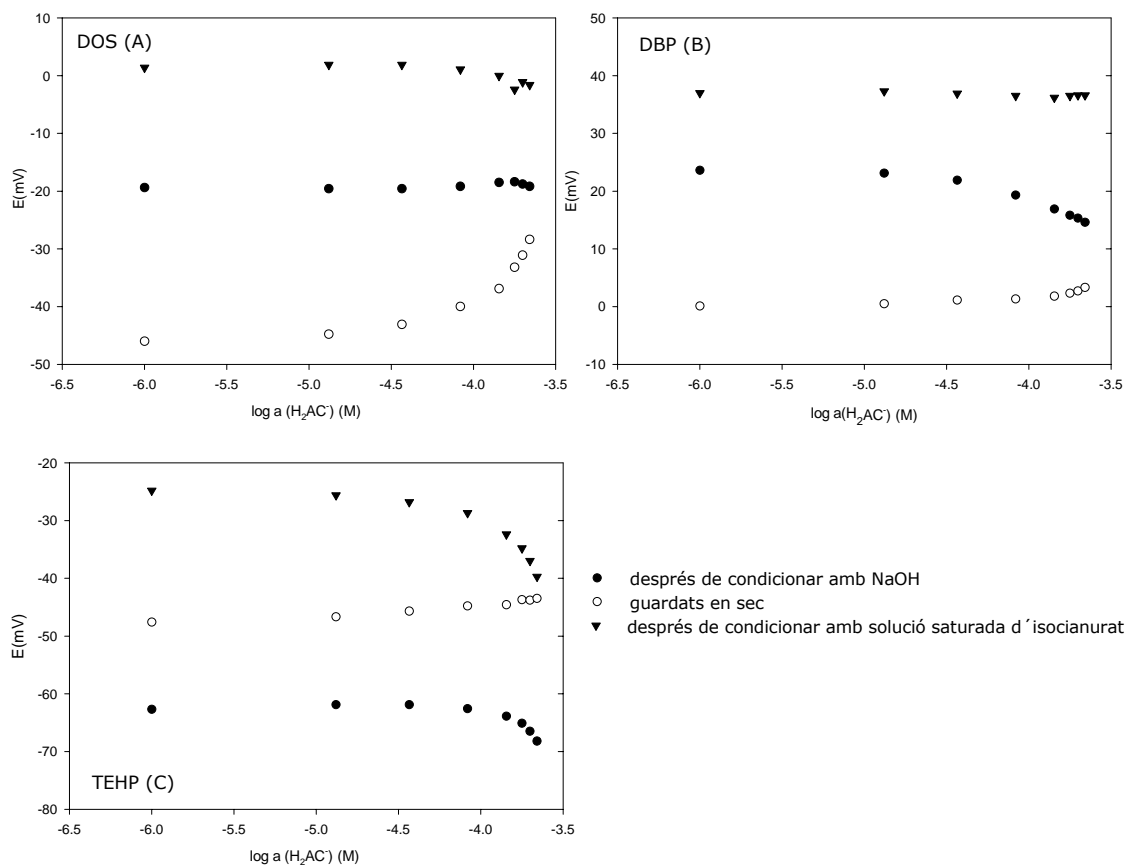 DOS (A)
10
0
-10
-20
-30
-40
-50
E(mV)
-6.5 -6.0 -5.5 -5.0 -4.5 -4.0 -3.5
log a (H₂AC⁻) (M)
DBP (B)
50
40
30
20
10
0
-10
E(mV)
-6.5 -6.0 -5.5 -5.0 -4.5 -4.0 -3.5
log a(H₂AC⁻) (M)
-20
-30
-40
-50
-60
-70
-80
E(mV)
TEHP (C)
-6.5 -6.0 -5.5 -5.0 -4.5 -4.0 -3.5
log a (H₂AC⁻) (M)
després de condicionar amb NaOH
guardats en sec
després de condicionar amb solució saturada d´isocianurat